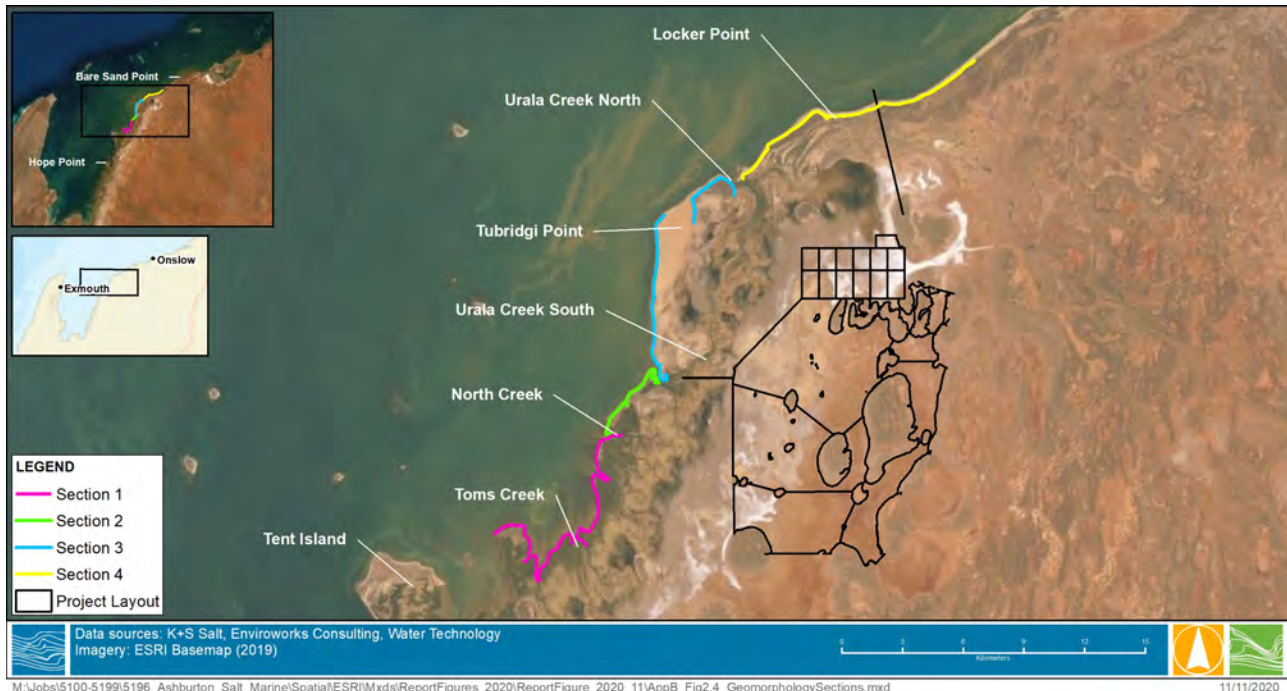 Bare Sand Point
Hope Point
Onslow
Exmouth
Locker Point
Urala Creek North
Tubridgi Point
Urala Creek South
North Creek
Toms Creek
Tent Island
LEGEND
Section 1
Section 2
Section 3
Section 4
Project Layout
Data sources: K+S Salt, Enviroworks Consulting, Water Technology
Imagery: ESRI Basemap (2019)
0 3 6 9 12 15
Kilometers
M:\Jobs\5100-5199\5196_Ashburton_Salt_Marine\Spatial\ESRI\Mxds\ReportFigures_2020\ReportFigure_2020_11\AppB_Fig2.4_GeomorphologySections.mxd
11/11/2020